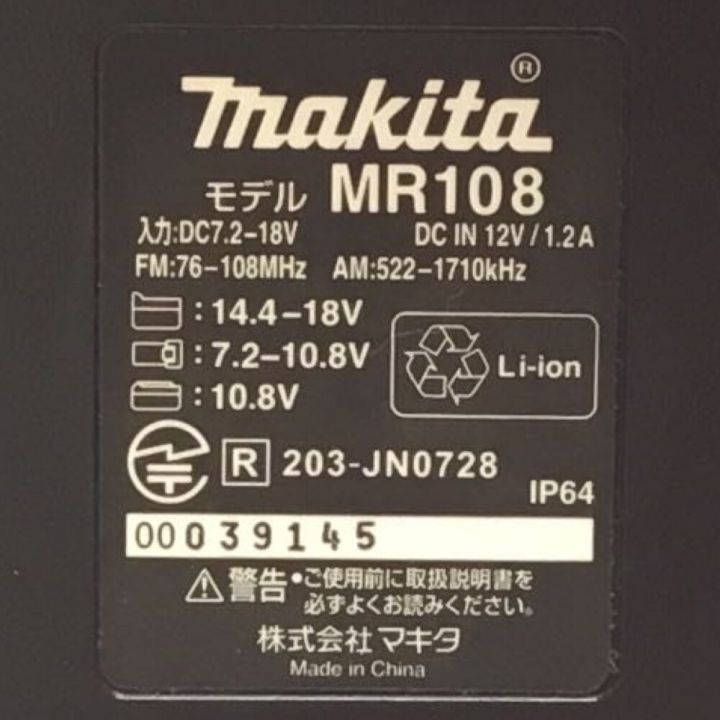 makita®
モデル MR108
入力:DC7.2-18V DC IN 12V/1.2A
FM:76-108MHz AM:522-1710kHz
:14.4-18V
:7.2-10.8V
:10.8V
Li-ion
R 203-JN0728
IP64
00039145
警告•ご使用前に取扱説明書を
必ずよくお読みください。
株式会社マキタ
Made in China